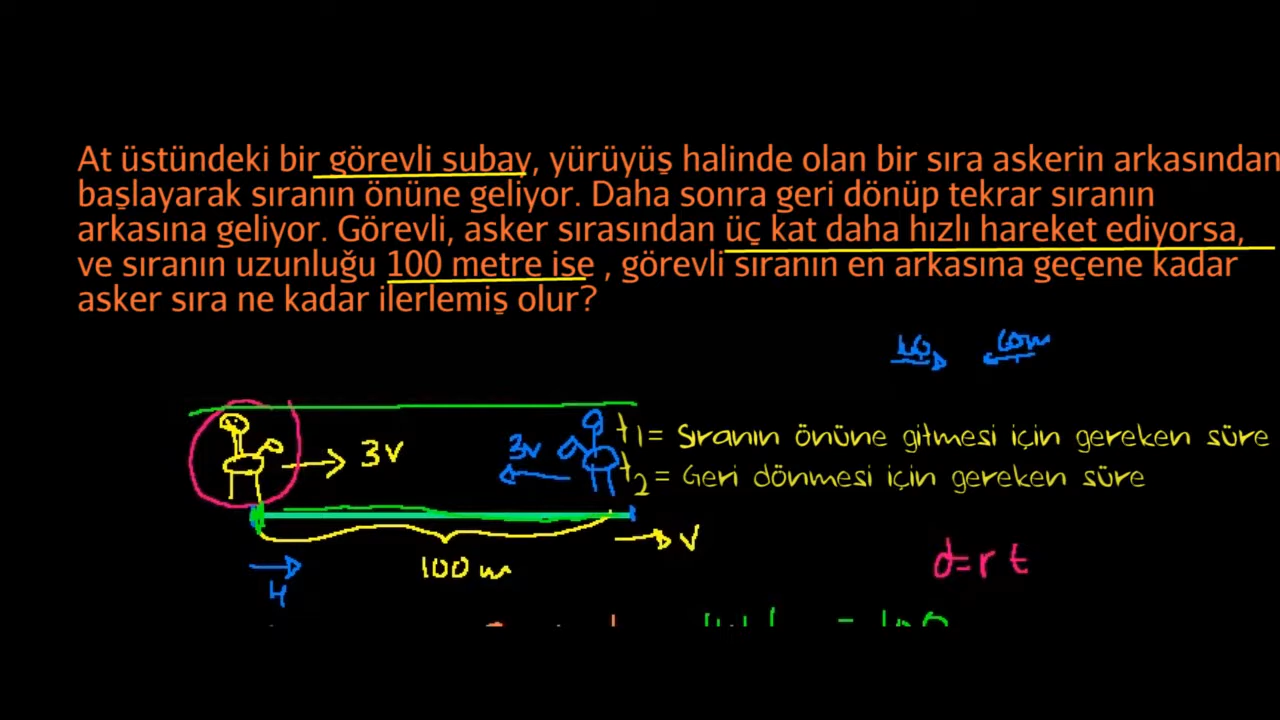 At üstündeki bir görevli subay, yürüyüş halinde olan bir sıra askerin arkasından
başlayarak sıranın önüne geliyor. Daha sonra geri dönüp tekrar sıranın
arkasına geliyor. Görevli, asker sırasından üç kat daha hızlı hareket ediyorsa,
ve sıranın uzunluğu 100 metre ise , görevli sıranın en arkasına geçene kadar
asker sıra ne kadar ilerlemiş olur?
60m
3v
3v
t1= Sıranın önüne gitmesi için gereken süre
t2= Geri dönmesi için gereken süre
v
100 m
d=r t